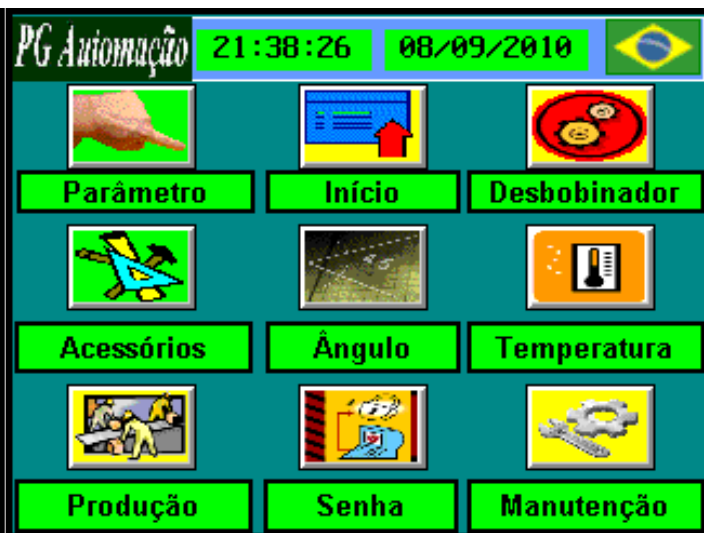 PG Automação 21:38:26 08/09/2010
Parâmetro Início Desbobinador
Acessórios Ângulo Temperatura
Produção Senha Manutenção